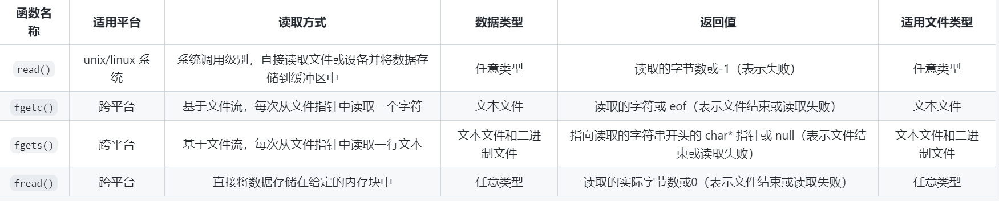 函数名
称
适用平台
读取方式
数据类型
返回值
适用文件类型
read()
unix/linux 系
统
系统调用级别，直接读取文件或设备并将数据存
储到缓冲区中
任意类型
读取的字节数或-1（表示失败）
任意类型
fgetc()
跨平台
基于文件流，每次从文件指针中读取一个字符
文本文件
读取的字符或 eof（表示文件结束或读取失败）
文本文件
fgets()
跨平台
基于文件流，每次从文件指针中读取一行文本
文本文件和二进
制文件
指向读取的字符串开头的 char* 指针或 null（表示文件结
束或读取失败）
文本文件和二进
制文件
fread()
跨平台
直接将数据存储在给定的内存块中
任意类型
读取的实际字节数或0（表示文件结束或读取失败）
任意类型